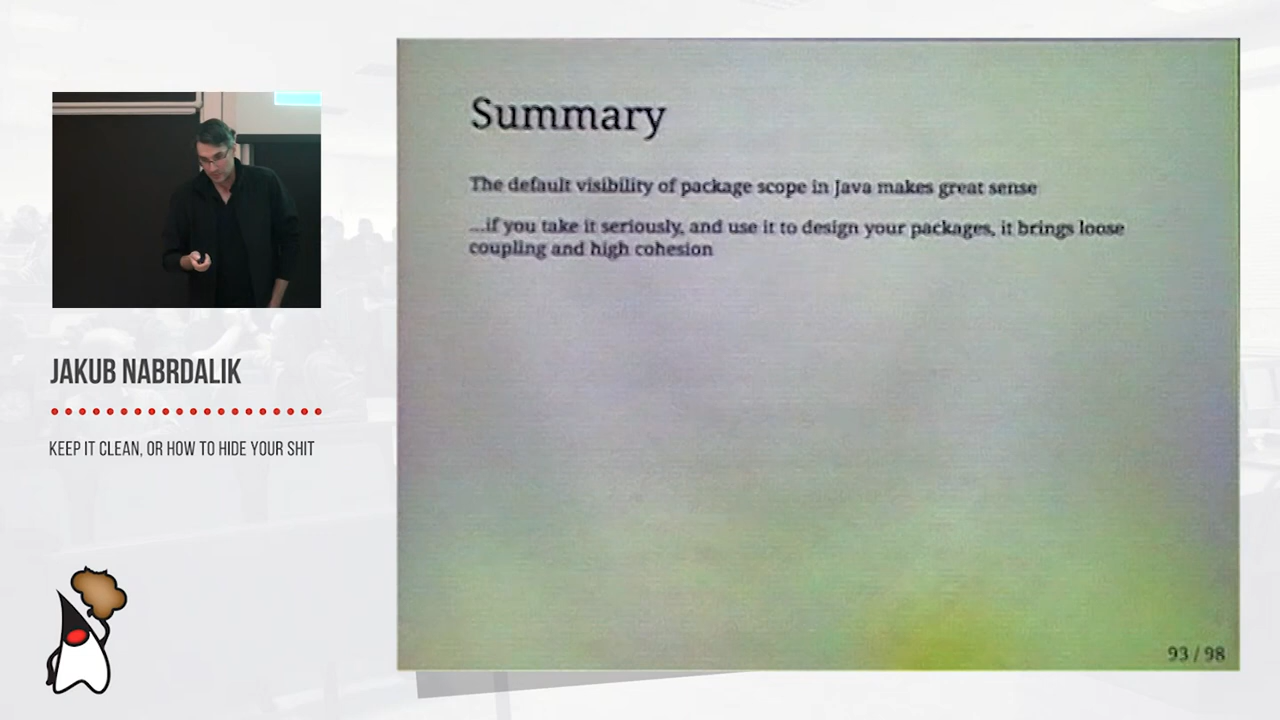 JAKUB NABRDALIK
KEEP IT CLEAN, OR HOW TO HIDE YOUR SHIT
Summary
The default visibility of package scope in Java makes great sense
...if you take it seriously, and use it to design your packages, it brings loose
coupling and high cohesion
93 / 98